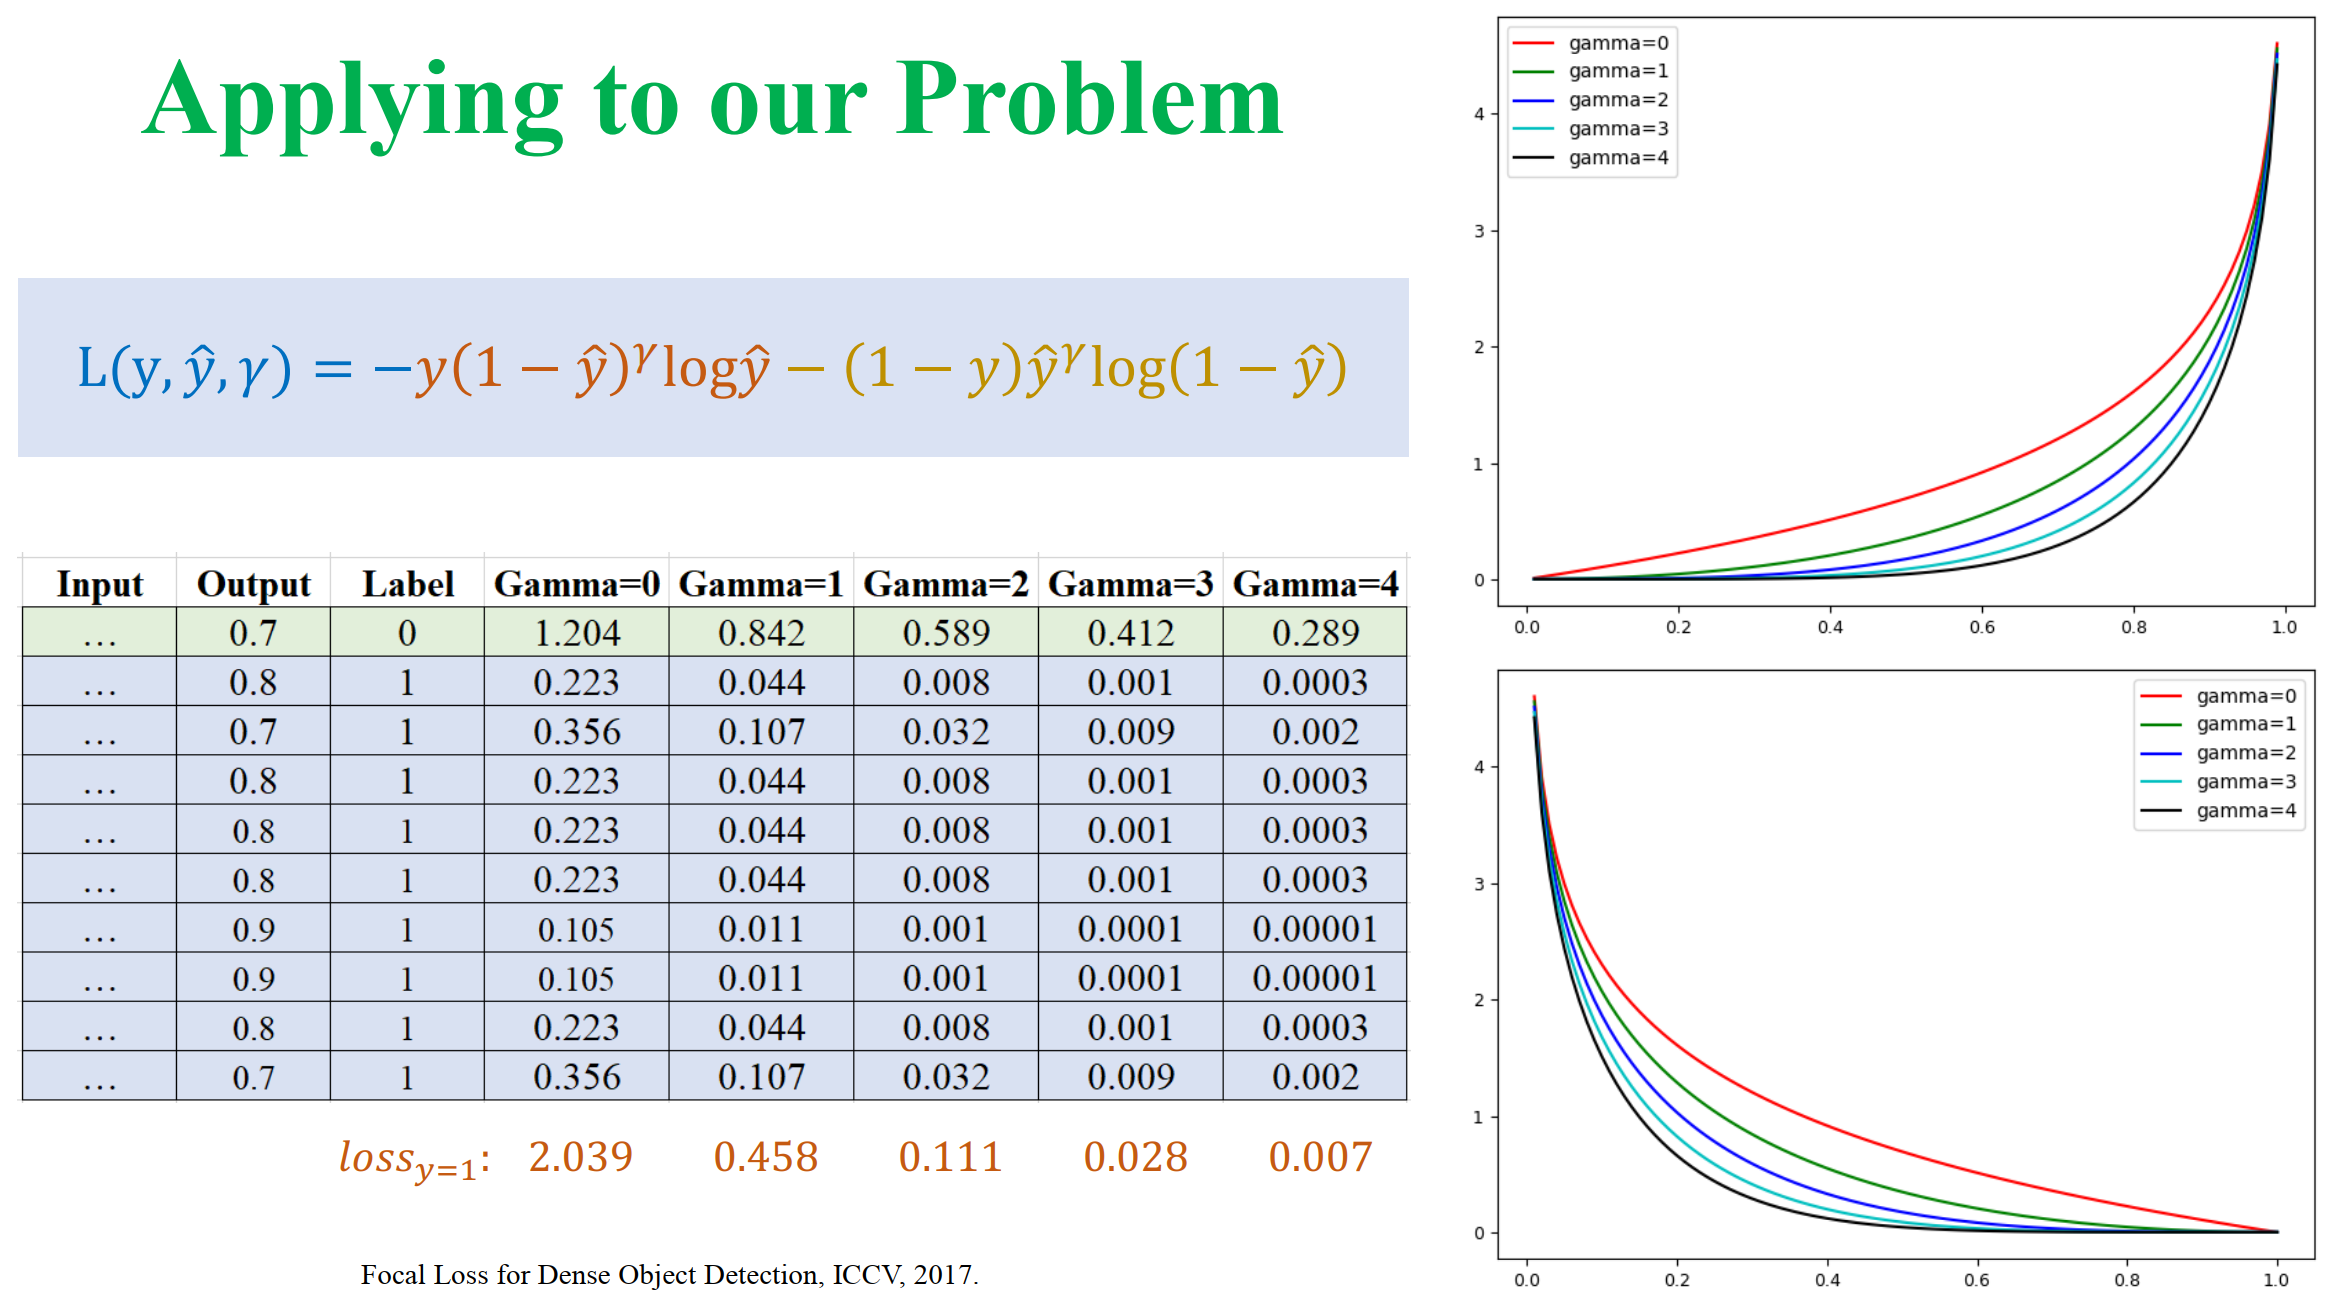 Applying to our Problem
L(y, ŷ, γ) = −y(1 − ŷ)^γ logŷ − (1 − y)ŷ^γ log(1 − ŷ)
Input Output Label Gamma=0 Gamma=1 Gamma=2 Gamma=3 Gamma=4
... 0.7 0 1.204 0.842 0.589 0.412 0.289
... 0.8 1 0.223 0.044 0.008 0.001 0.0003
... 0.7 1 0.356 0.107 0.032 0.009 0.002
... 0.8 1 0.223 0.044 0.008 0.001 0.0003
... 0.8 1 0.223 0.044 0.008 0.001 0.0003
... 0.8 1 0.223 0.044 0.008 0.001 0.0003
... 0.9 1 0.105 0.011 0.001 0.0001 0.00001
... 0.9 1 0.105 0.011 0.001 0.0001 0.00001
... 0.8 1 0.223 0.044 0.008 0.001 0.0003
... 0.7 1 0.356 0.107 0.032 0.009 0.002
loss_y=1: 2.039 0.458 0.111 0.028 0.007
Focal Loss for Dense Object Detection, ICCV, 2017.
gamma=0
gamma=1
gamma=2
gamma=3
gamma=4
4
3
2
1
0
0.0 0.2 0.4 0.6 0.8 1.0
gamma=0
gamma=1
gamma=2
gamma=3
gamma=4
4
3
2
1
0
0.0 0.2 0.4 0.6 0.8 1.0